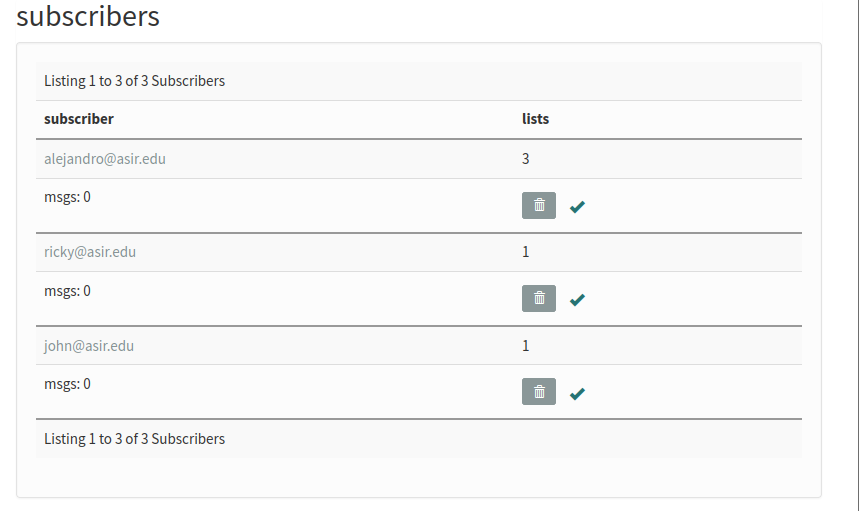 subscribers
Listing 1 to 3 of 3 Subscribers
subscriber lists
alejandro@asir.edu 3
msgs: 0
ricky@asir.edu 1
msgs: 0
john@asir.edu 1
msgs: 0
Listing 1 to 3 of 3 Subscribers